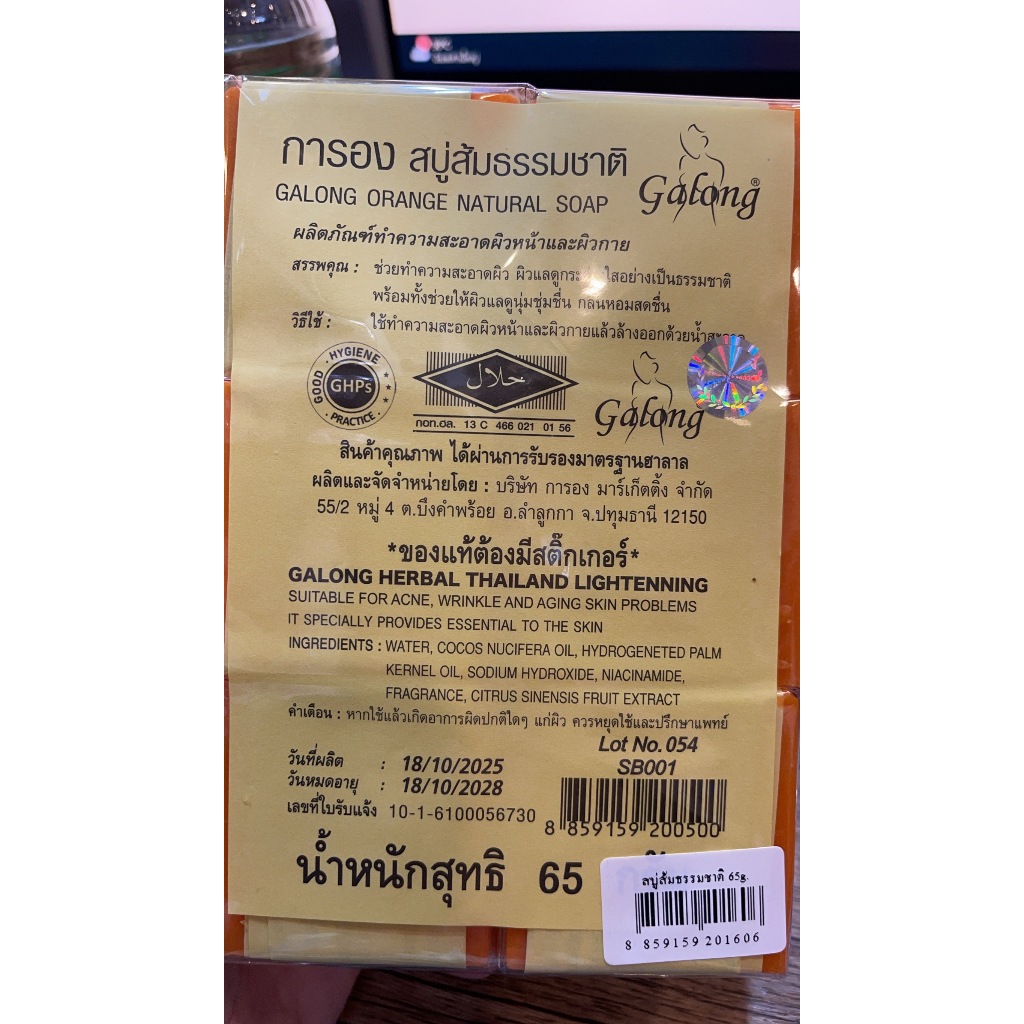 การอง สบู่ส้มธรรมชาติ
Galong®
GALONG ORANGE NATURAL SOAP
ผลิตภัณฑ์ทำความสะอาดผิวหน้าและผิวกาย
สรรพคุณ : ช่วยทำความสะอาดผิว ผิวแลดูกระ ใสอย่างเป็นธรรมชาติ
พร้อมทั้งช่วยให้ผิวแลดูนุ่มชุ่มชื่น กลิ่นหอมสดชื่น
วิธีใช้ : ใช้ทำความสะอาดผิวหน้าและผิวกายแล้วล้างออกด้วย
GOOD HYGIENE PRACTICE
GHPs
حلال
กอท.ฮล. 13 C 466 021 01 56
Galong
สินค้าคุณภาพ ได้ผ่านการรับรองมาตรฐานฮาลาล
ผลิตและจัดจำหน่ายโดย : บริษัท การอง มาร์เก็ตติ้ง จำกัด
55/2 หมู่ 4 ต.บึงคำพร้อย อ.ลำลูกกา จ.ปทุมธานี 12150
*ของแท้ต้องมีสติ๊กเกอร์*
GALONG HERBAL THAILAND LIGHTENNING
SUITABLE FOR ACNE, WRINKLE AND AGING SKIN PROBLEMS
IT SPECIALLY PROVIDES ESSENTIAL TO THE SKIN
INGREDIENTS : WATER, COCOS NUCIFERA OIL, HYDROGENETED PALM
KERNEL OIL, SODIUM HYDROXIDE, NIACINAMIDE,
FRAGRANCE, CITRUS SINENSIS FRUIT EXTRACT
คำเตือน : หากใช้แล้วเกิดอาการผิดปกติใดๆ แก่ผิว ควรหยุดใช้และปรึกษาแพทย์
Lot No. 054
SB001
วันที่ผลิต : 18/10/2025
วันหมดอายุ : 18/10/2028
เลขที่ใบรับแจ้ง 10-1-6100056730
8 859159 200500
น้ำหนักสุทธิ 65
สบู่ส้มธรรมชาติ 65g.
8 859159 201606